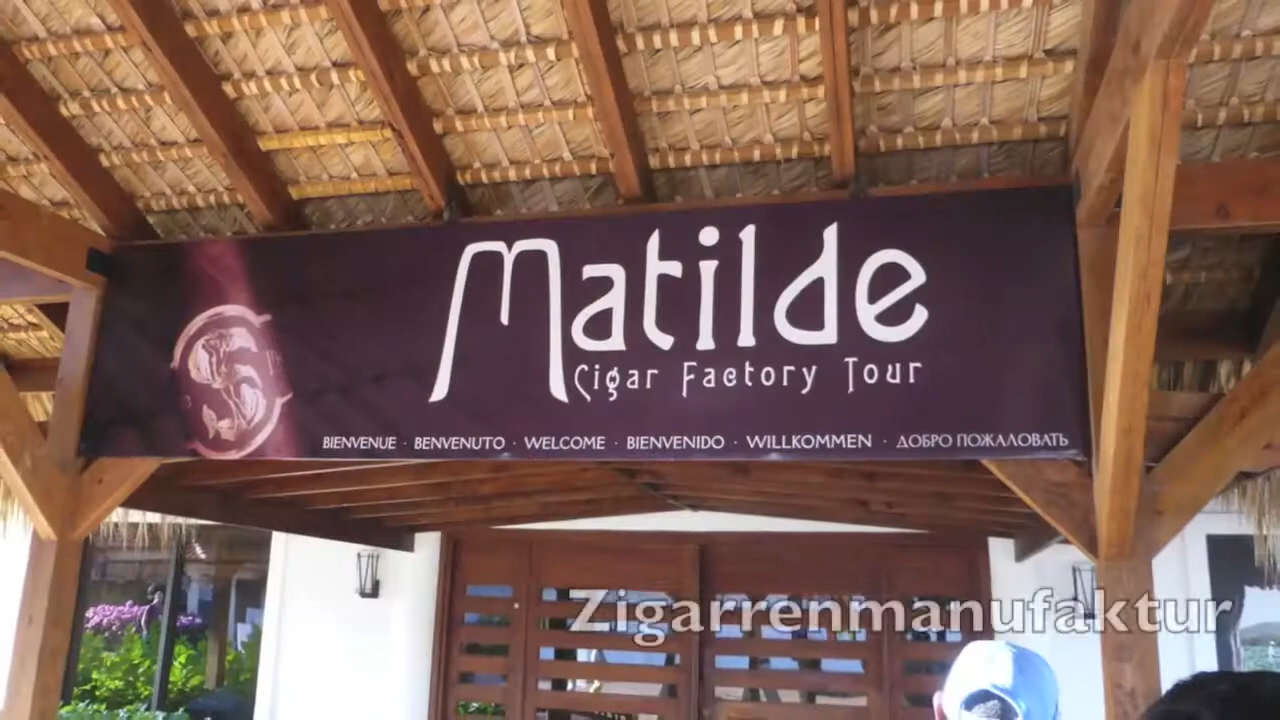 Matilde
Cigar Factory Tour
BIENVENUE · BENVENUTO · WELCOME · BIENVENIDO · WILLKOMMEN · ДОБРО ПОЖАЛОВАТЬ
Zigarrenmanufaktur